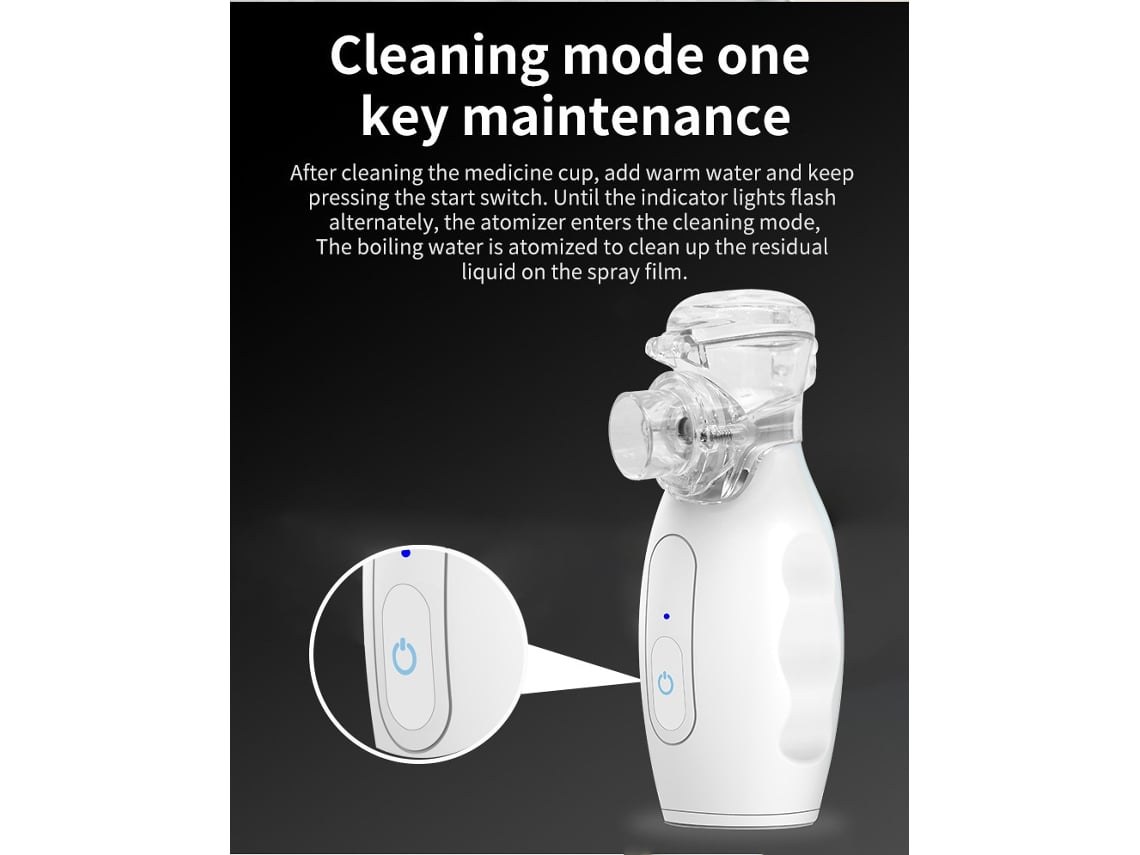 Cleaning mode one
key maintenance
After cleaning the medicine cup, add warm water and keep
pressing the start switch. Until the indicator lights flash
alternately, the atomizer enters the cleaning mode,
The boiling water is atomized to clean up the residual
liquid on the spray film.